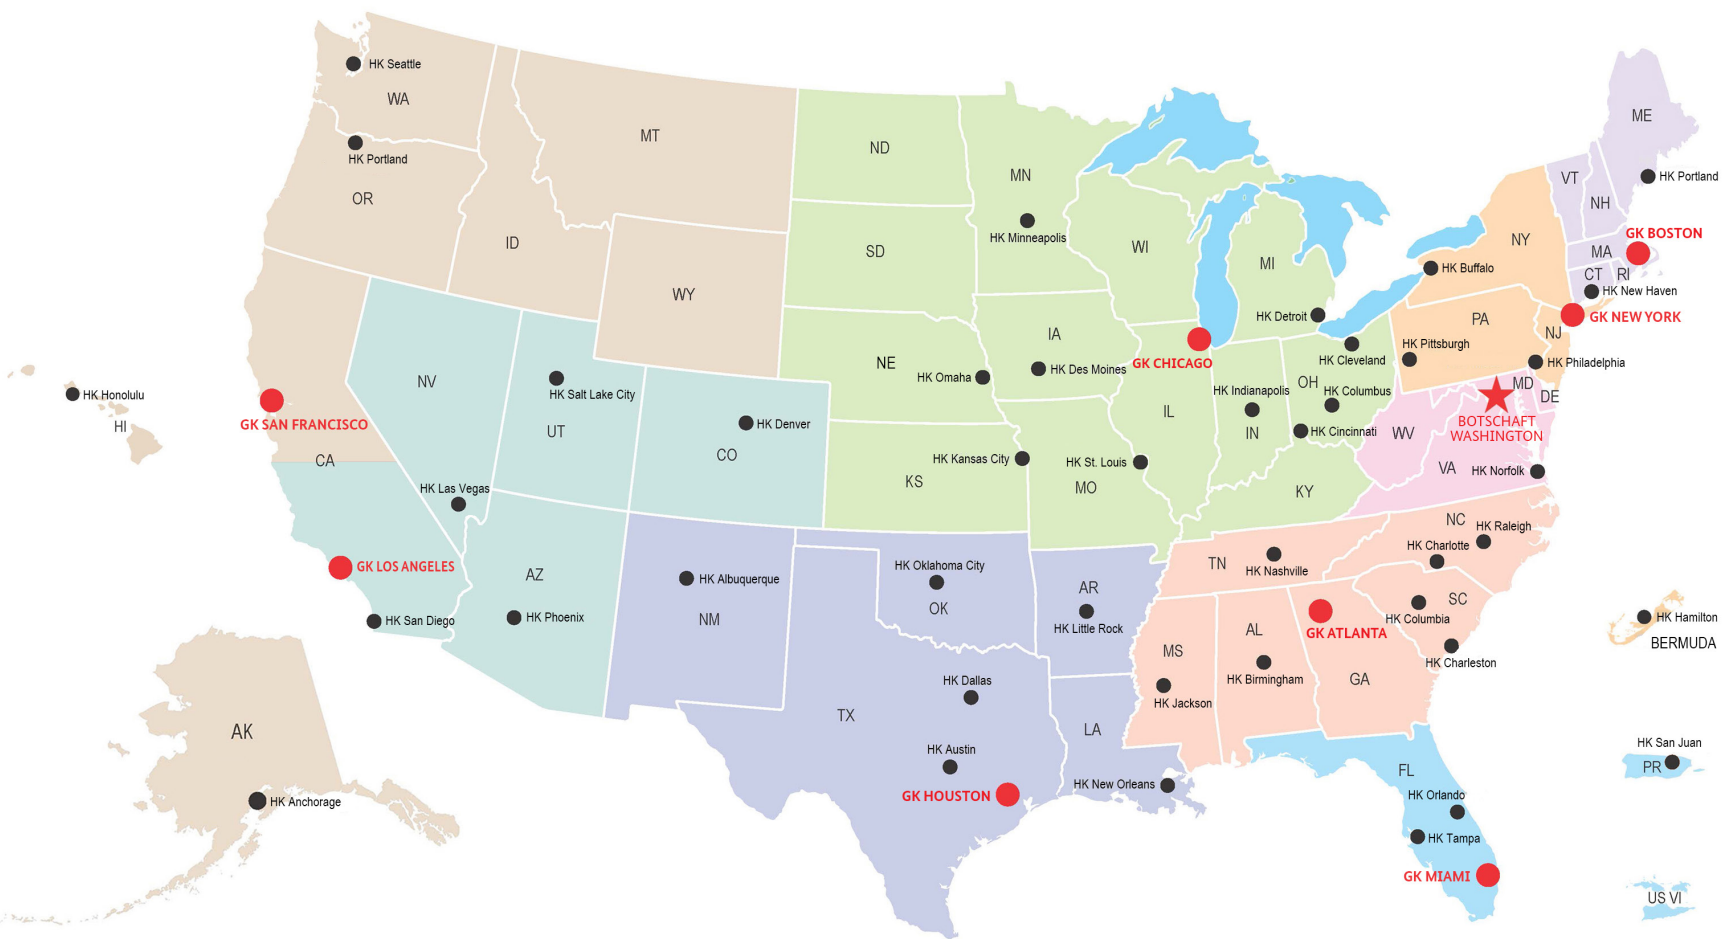 HK Seattle
WA
HK Portland
OR
MT
ID
WY
ND
SD
MN
HK Minneapolis
WI
MI
HK Detroit
NE
HK Omaha
IA
HK Des Moines
GK CHICAGO
IL
HK Indianapolis
IN
OH
HK Cleveland
HK Columbus
HK Cincinnati
KY
KS
HK Kansas City
HK St. Louis
MO
ME
HK Portland
VT
NH
GK BOSTON
MA
CT
RI
HK New Haven
NY
HK Buffalo
GK NEW YORK
PA
NJ
HK Pittsburgh
HK Philadelphia
MD
DE
BOTSCHAFT
WASHINGTON
WV
VA
HK Norfolk
HK Honolulu
HI
GK SAN FRANCISCO
CA
NV
HK Las Vegas
HK Salt Lake City
UT
HK Denver
CO
GK LOS ANGELES
HK San Diego
AZ
HK Phoenix
HK Albuquerque
NM
HK Oklahoma City
OK
AR
HK Little Rock
HK Dallas
TX
HK Austin
GK HOUSTON
LA
HK New Orleans
TN
HK Nashville
NC
HK Raleigh
HK Charlotte
SC
HK Columbia
HK Charleston
GK ATLANTA
GA
AL
HK Birmingham
MS
HK Jackson
FL
HK Orlando
HK Tampa
GK MIAMI
HK Hamilton
BERMUDA
HK San Juan
PR
US VI
AK
HK Anchorage